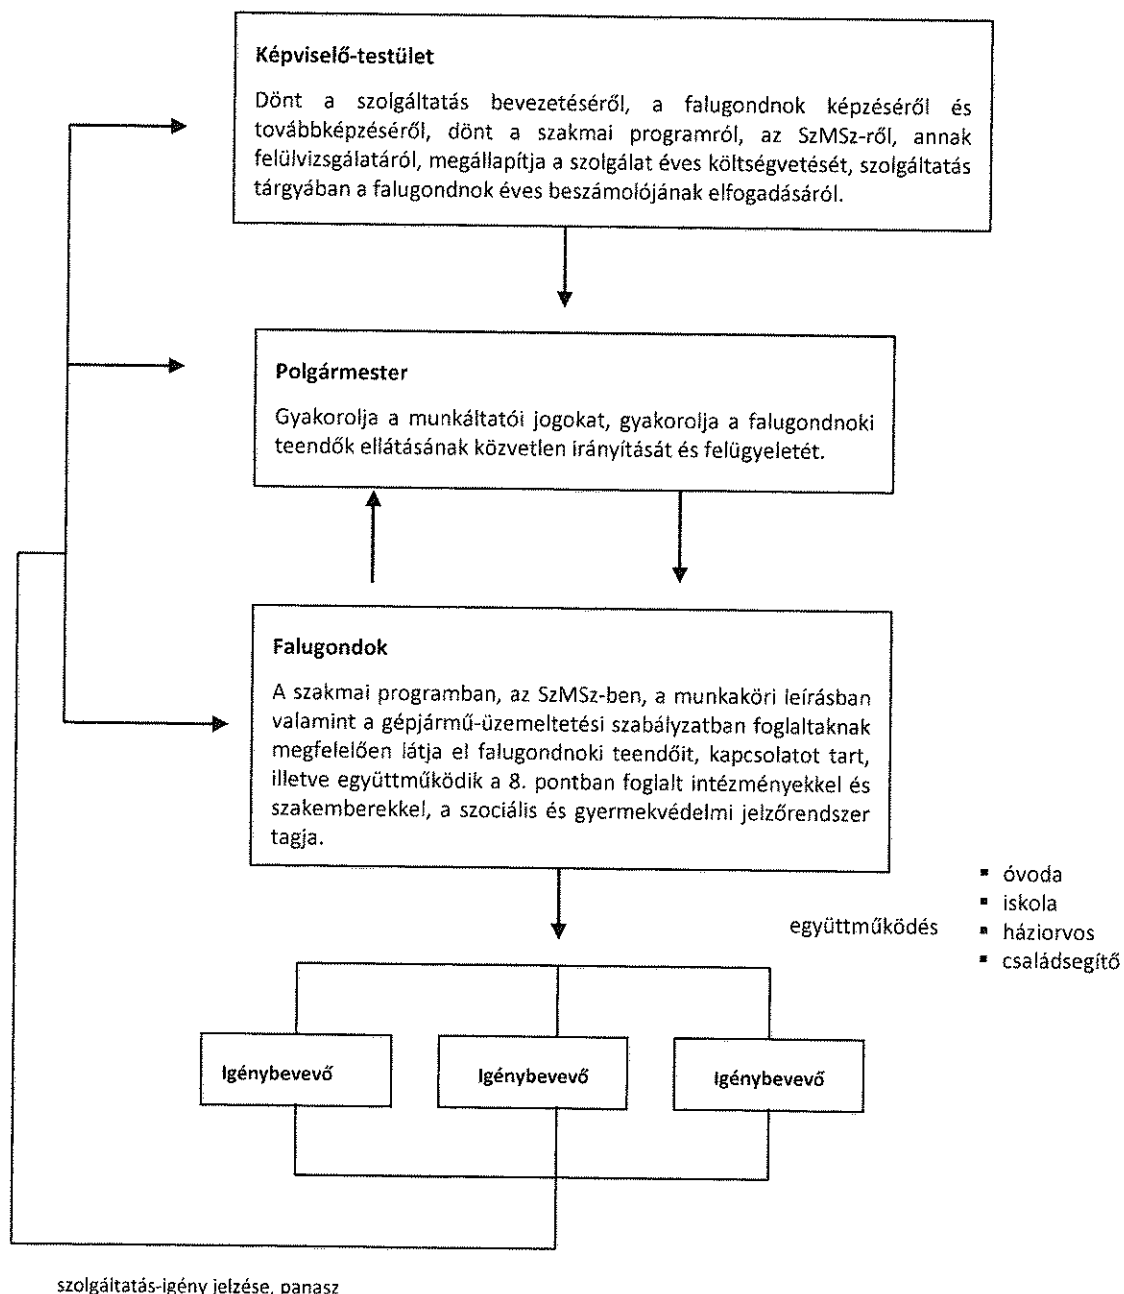 Képviselő-testület
Dönt a szolgáltatás bevezetéséről, a falugondnok képzéséről és
továbbképzéséről, dönt a szakmai programról, az SzMSz-ről, annak
felülvizsgálatáról, megállapítja a szolgálat éves költségvetését, szolgáltatás
tárgyában a falugondnok éves beszámolójának elfogadásáról.
Polgármester
Gyakorolja a munkáltatói jogokat, gyakorolja a falugondnoki
teendők ellátásának közvetlen irányítását és felügyeletét.
Falugondok
A szakmai programban, az SzMSz-ben, a munkaköri leírásban
valamint a gépjármű-üzemeltetési szabályzatban foglaltaknak
megfelelően látja el falugondnoki teendőit, kapcsolatot tart,
illetve együttműködik a 8. pontban foglalt intézményekkel és
szakemberekkel, a szociális és gyermekvédelmi jelzőrendszer
tagja.
együttműködés
▪ óvoda
▪ iskola
▪ háziorvos
▪ családsegítő
Igénybevevő
Igénybevevő
Igénybevevő
szolgáltatás-igény jelzése, panasz